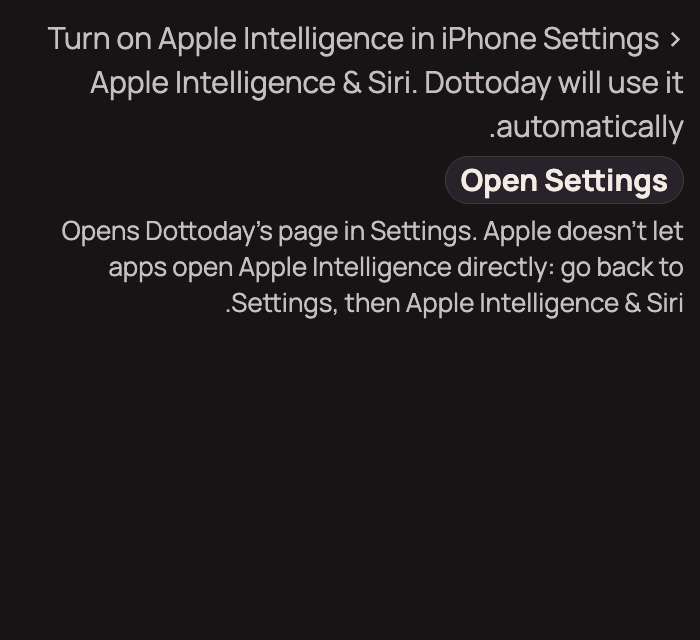 Turn on Apple Intelligence in iPhone Settings >
Apple Intelligence & Siri. Dottoday will use it
automatically.
Open Settings
Opens Dottoday’s page in Settings. Apple doesn’t let
apps open Apple Intelligence directly: go back to
Settings, then Apple Intelligence & Siri.